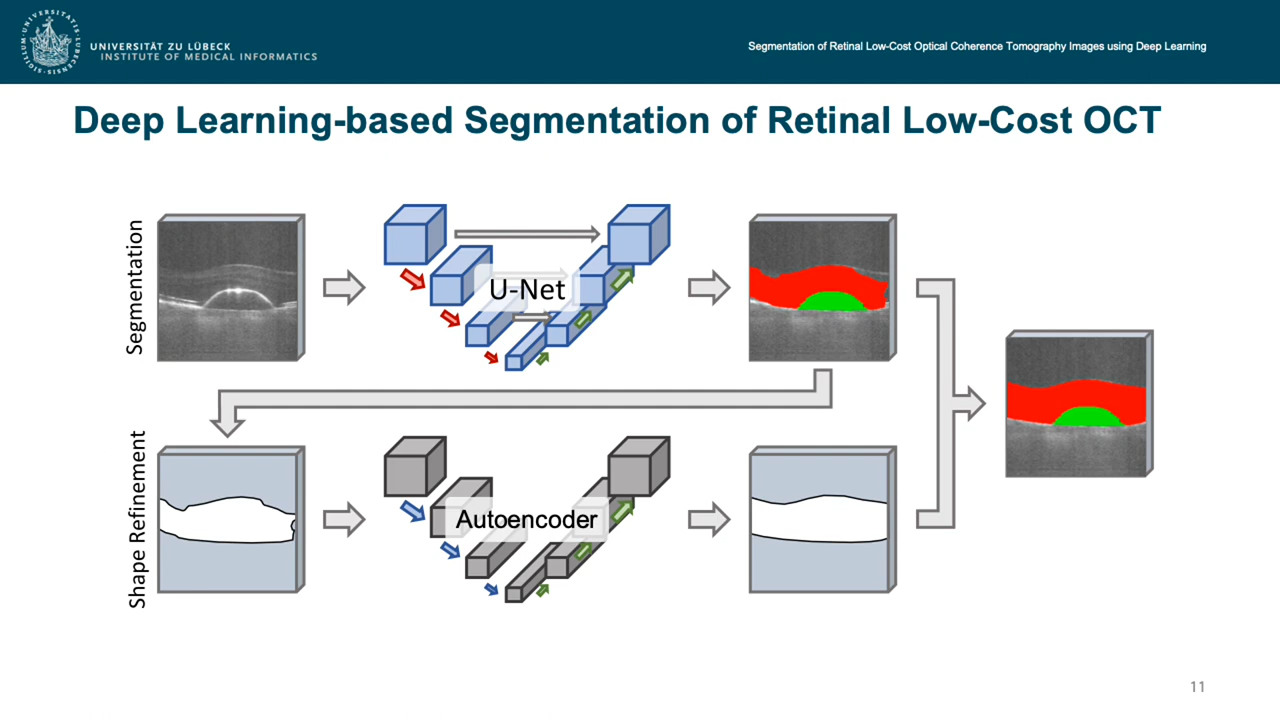 UNIVERSITÄT ZU LÜBECK
INSTITUTE OF MEDICAL INFORMATICS
Segmentation of Retinal Low-Cost Optical Coherence Tomography Images using Deep Learning
Deep Learning-based Segmentation of Retinal Low-Cost OCT
Segmentation
U-Net
Shape Refinement
Autoencoder
11